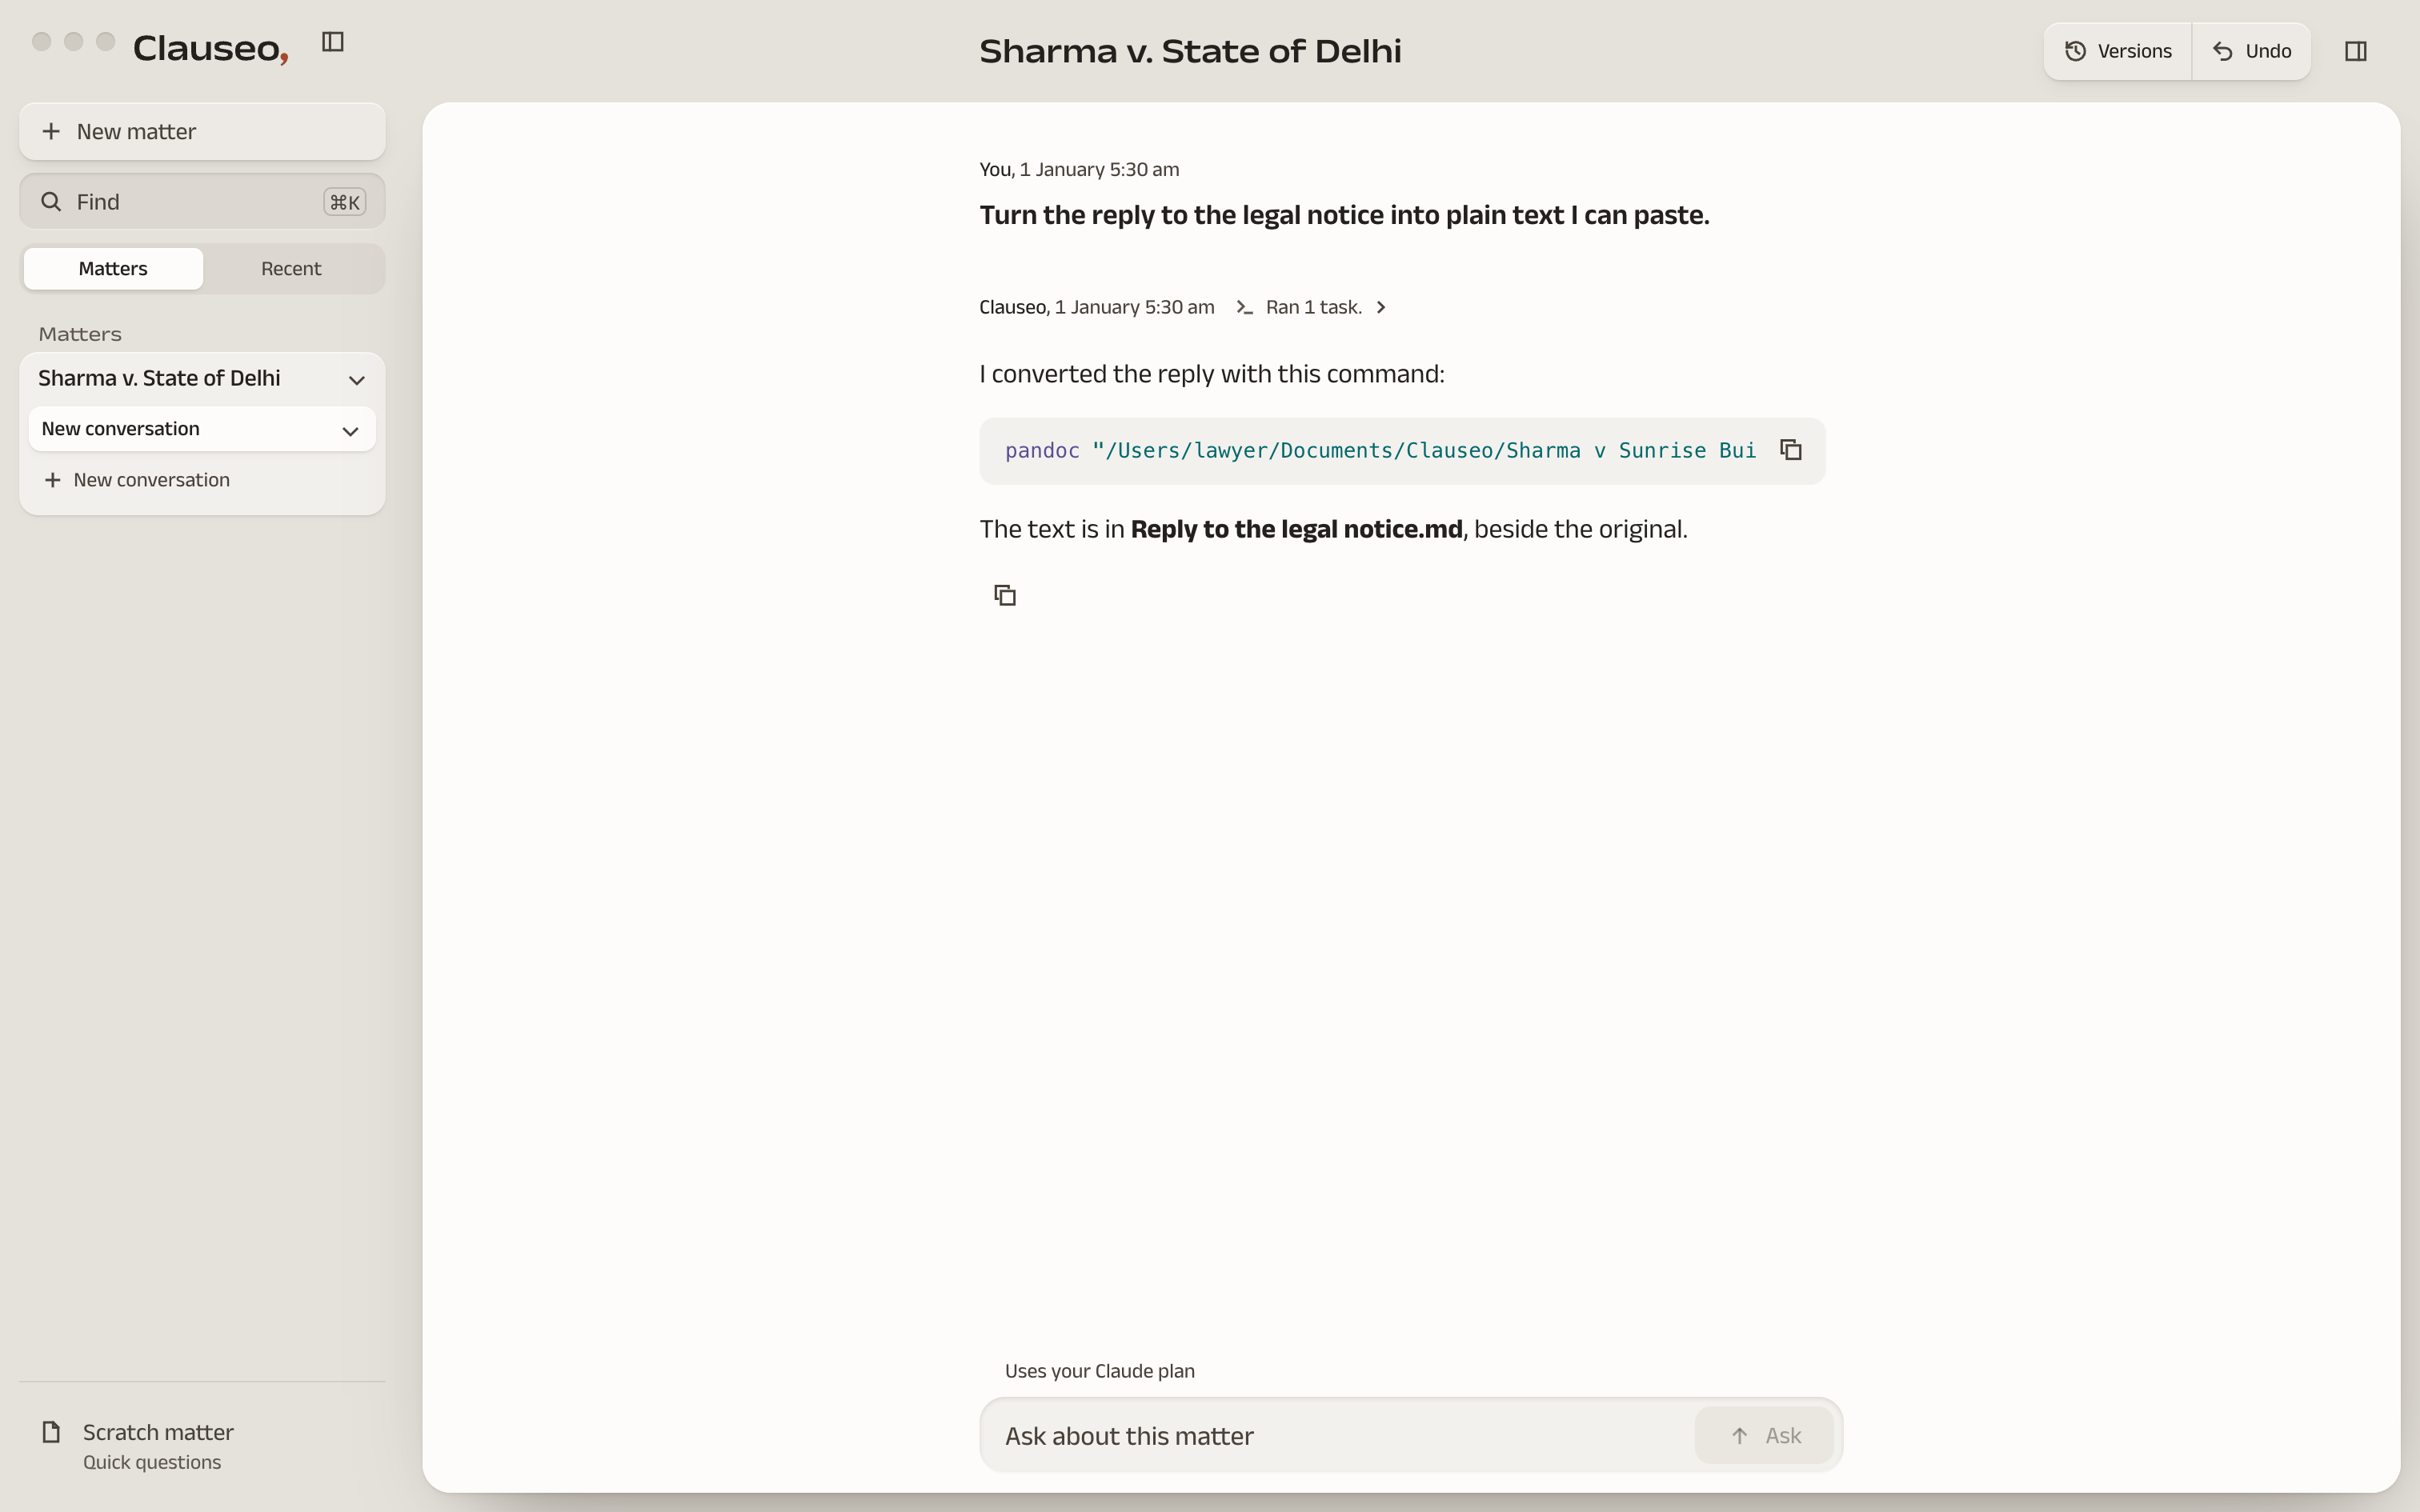 Clauseo,
Sharma v. State of Delhi
Versions
Undo
New matter
Find
⌘K
Matters
Recent
Matters
Sharma v. State of Delhi
New conversation
New conversation
You, 1 January 5:30 am
Turn the reply to the legal notice into plain text I can paste.
Clauseo, 1 January 5:30 am >_ Ran 1 task.
I converted the reply with this command:
pandoc "/Users/lawyer/Documents/Clauseo/Sharma v Sunrise Bui
The text is in Reply to the legal notice.md, beside the original.
Uses your Claude plan
Ask about this matter
Ask
Scratch matter
Quick questions